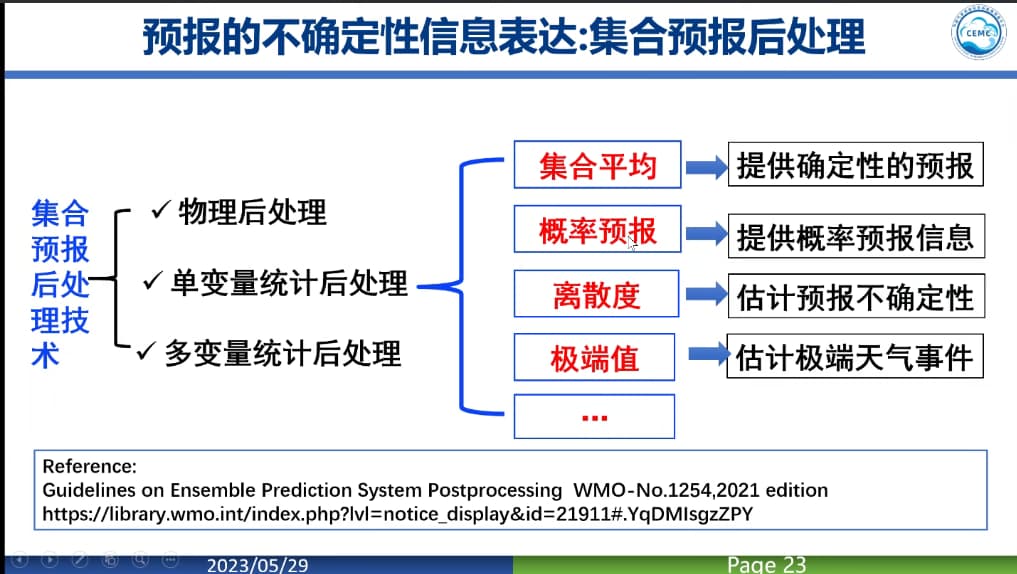 预报的不确定性信息表达:集合预报后处理
CEMC
集合
预报
后处
理技
术
✓ 物理后处理
✓ 单变量统计后处理
✓ 多变量统计后处理
集合平均
提供确定性的预报
概率预报
提供概率预报信息
离散度
估计预报不确定性
极端值
估计极端天气事件
...
Reference:
Guidelines on Ensemble Prediction System Postprocessing WMO-No.1254,2021 edition
https://library.wmo.int/index.php?lvl=notice_display&id=21911#.YqDMIsgzZPY
2023/05/29
Page 23